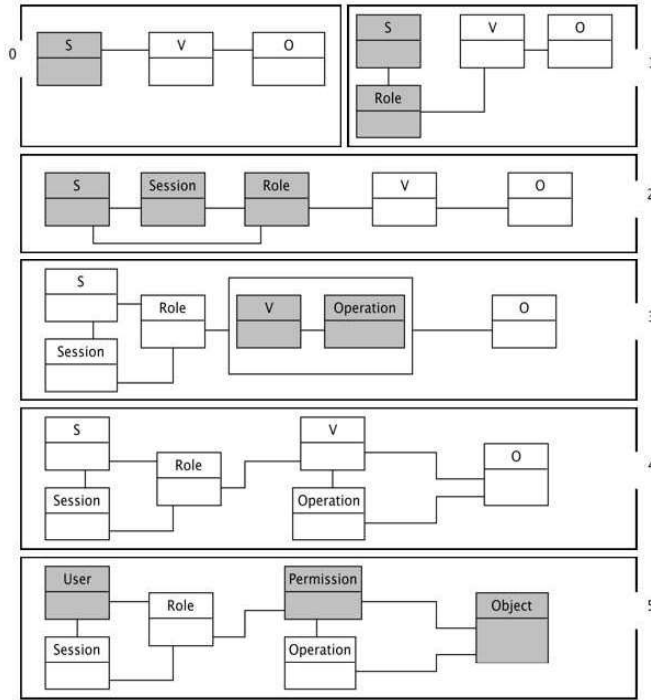 0
S V O
S V O
Role
S Session Role V O
2
S
Role V Operation O
Session
3
S V
Role O
Session Operation
4
User Permission
Role Object
Session Operation
5